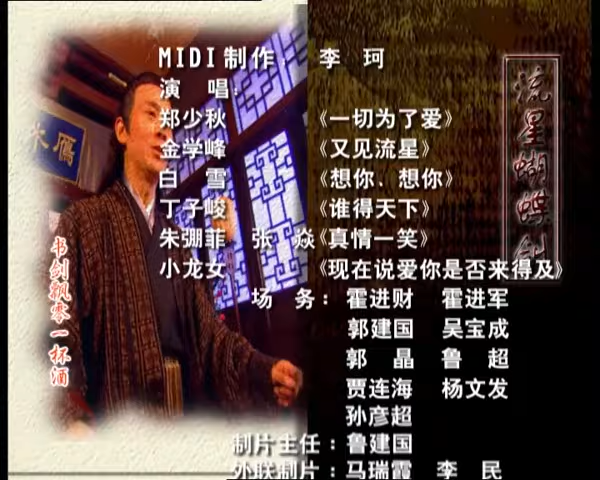 MIDI制作: 李 珂
演 唱:
郑少秋 《一切为了爱》
金学峰 《又见流星》
白 雪 《想你、想你》
丁子峻 《谁得天下》
朱弸菲 张 焱《真情一笑》
小龙女 《现在说爱你是否来得及》
场 务: 霍进财 霍进军
郭建国 吴宝成
郭 晶 鲁 超
贾连海 杨文发
孙彦超
制片主任: 鲁建国
外联制片: 马瑞霞 李 民
流星蝴蝶剑
书剑飘零一杯酒